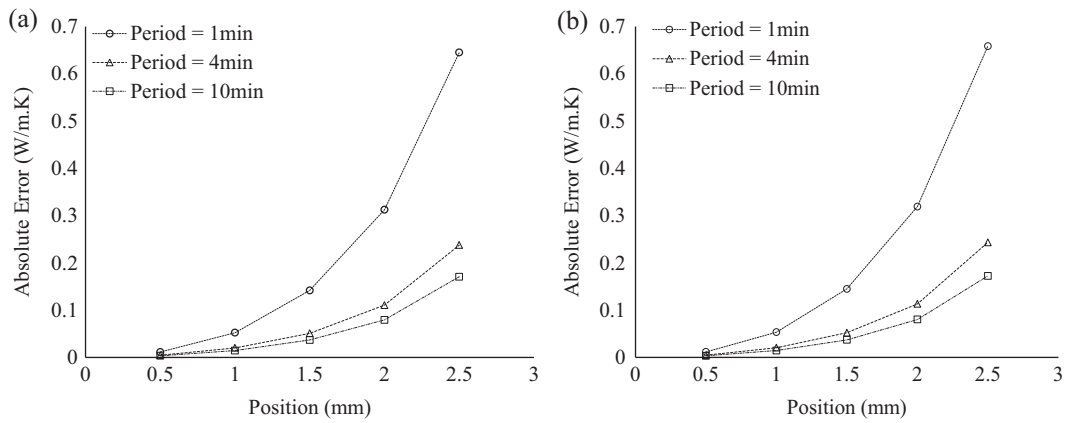 (a)
Period = 1min
Period = 4min
Period = 10min
Absolute Error (W/m.K)
0.7
0.6
0.5
0.4
0.3
0.2
0.1
0
0 0.5 1 1.5 2 2.5 3
Position (mm)
(b)
Period = 1min
Period = 4min
Period = 10min
Absolute Error (W/m.K)
0.7
0.6
0.5
0.4
0.3
0.2
0.1
0
0 0.5 1 1.5 2 2.5 3
Position (mm)